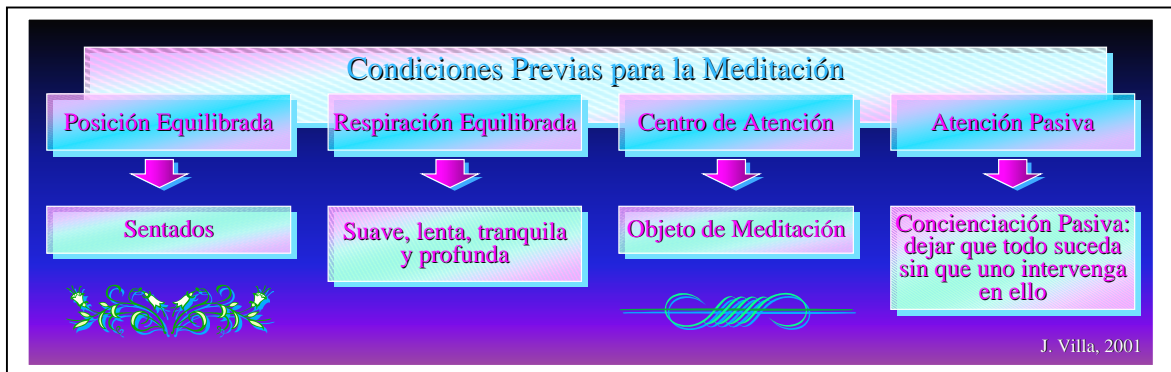 Condiciones Previas para la Meditación
Posición Equilibrada
Respiración Equilibrada
Centro de Atención
Atención Pasiva
Sentados
Suave, lenta, tranquila
y profunda
Objeto de Meditación
Concienciación Pasiva:
dejar que todo suceda
sin que uno intervenga
en ello
J. Villa, 2001